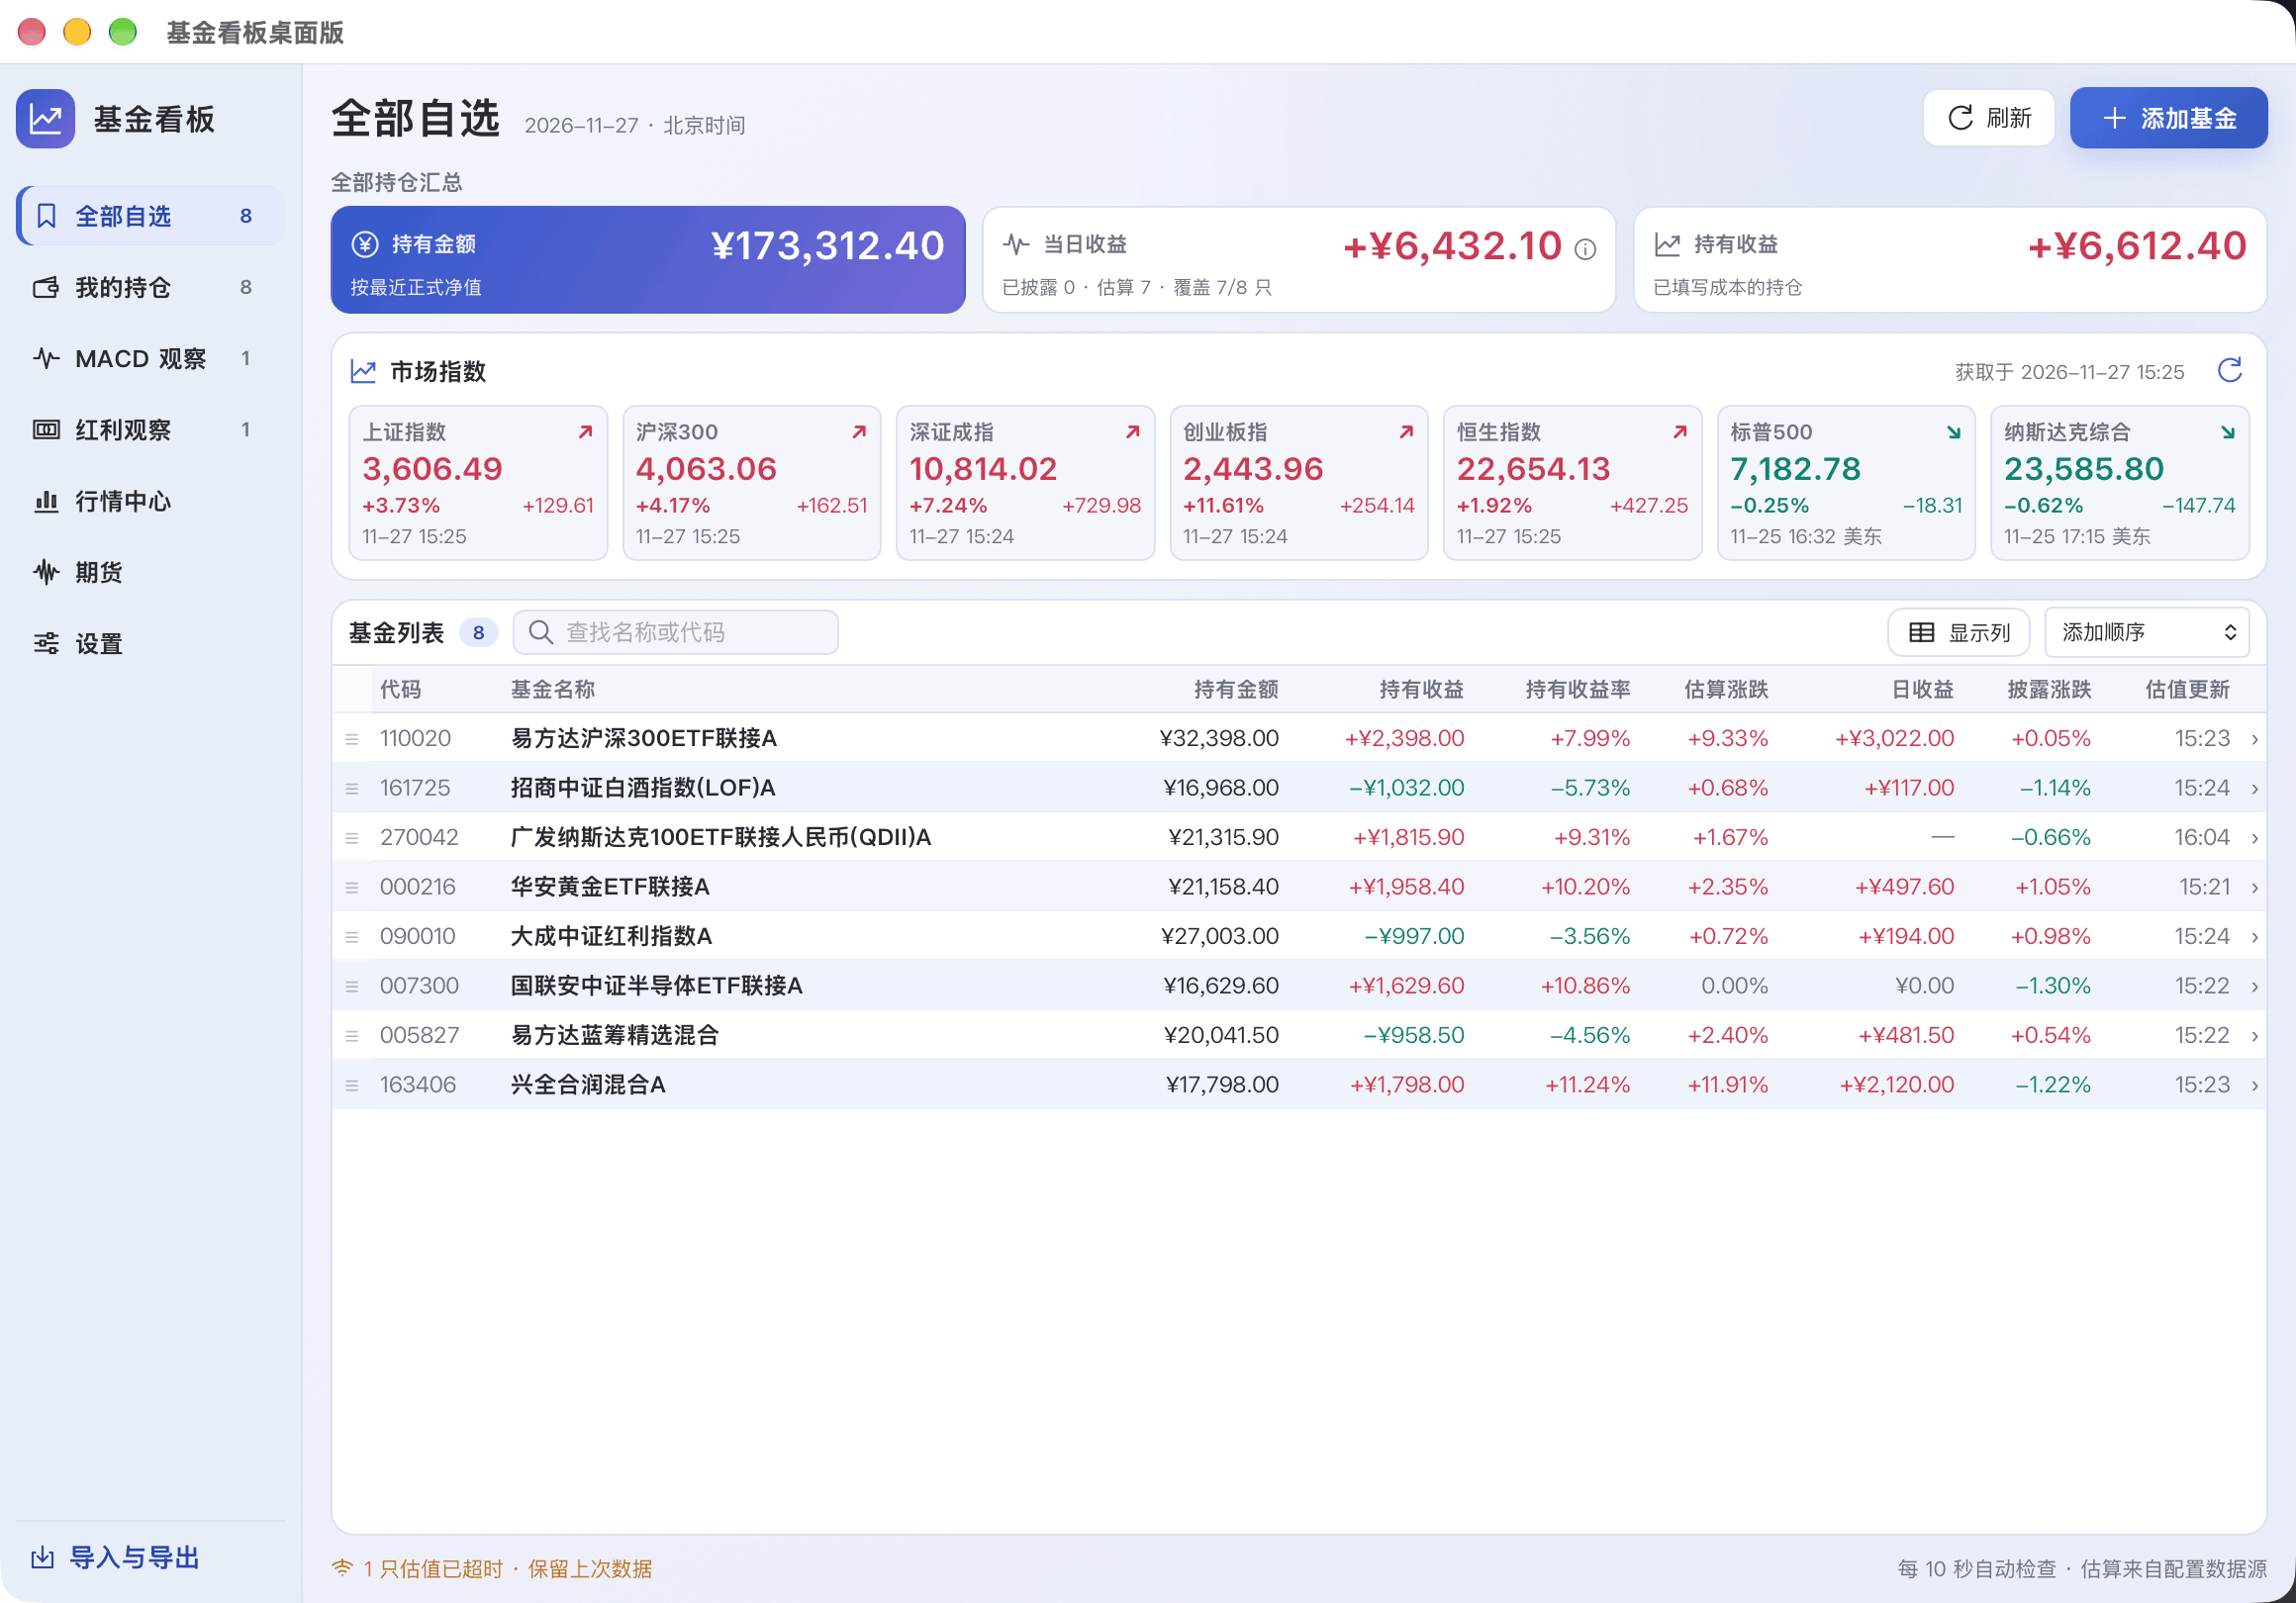 基金看板桌面版
基金看板
全部自选 8
我的持仓 8
MACD 观察 1
红利观察 1
行情中心
期货
设置
导入与导出
全部自选 2026-11-27 · 北京时间
刷新
添加基金
全部持仓汇总
持有金额 ¥173,312.40
按最近正式净值
当日收益 +¥6,432.10
已披露 0 · 估算 7 · 覆盖 7/8 只
持有收益 +¥6,612.40
已填写成本的持仓
市场指数
获取于 2026-11-27 15:25
上证指数
3,606.49
+3.73% +129.61
11-27 15:25
沪深300
4,063.06
+4.17% +162.51
11-27 15:25
深证成指
10,814.02
+7.24% +729.98
11-27 15:24
创业板指
2,443.96
+11.61% +254.14
11-27 15:24
恒生指数
22,654.13
+1.92% +427.25
11-27 15:25
标普500
7,182.78
-0.25% -18.31
11-25 16:32 美东
纳斯达克综合
23,585.80
-0.62% -147.74
11-25 17:15 美东
基金列表 8
查找名称或代码
显示列
添加顺序
代码 基金名称 持有金额 持有收益 持有收益率 估算涨跌 日收益 披露涨跌 估值更新
110020 易方达沪深300ETF联接A ¥32,398.00 +¥2,398.00 +7.99% +9.33% +¥3,022.00 +0.05% 15:23
161725 招商中证白酒指数(LOF)A ¥16,968.00 -¥1,032.00 -5.73% +0.68% +¥117.00 -1.14% 15:24
270042 广发纳斯达克100ETF联接人民币(QDII)A ¥21,315.90 +¥1,815.90 +9.31% +1.67% — -0.66% 16:04
000216 华安黄金ETF联接A ¥21,158.40 +¥1,958.40 +10.20% +2.35% +¥497.60 +1.05% 15:21
090010 大成中证红利指数A ¥27,003.00 -¥997.00 -3.56% +0.72% +¥194.00 +0.98% 15:24
007300 国联安中证半导体ETF联接A ¥16,629.60 +¥1,629.60 +10.86% 0.00% ¥0.00 -1.30% 15:22
005827 易方达蓝筹精选混合 ¥20,041.50 -¥958.50 -4.56% +2.40% +¥481.50 +0.54% 15:22
163406 兴全合润混合A ¥17,798.00 +¥1,798.00 +11.24% +11.91% +¥2,120.00 -1.22% 15:23
1 只估值已超时 · 保留上次数据
每 10 秒自动检查 · 估算来自配置数据源